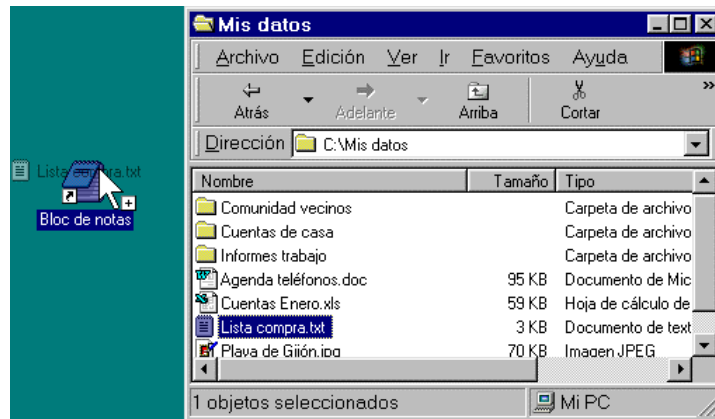 Mis datos
Archivo Edición Ver Ir Favoritos Ayuda
Atrás Adelante Arriba Cortar »
Dirección C:\Mis datos
Lista compra.txt
Bloc de notas
Nombre Tamaño Tipo
Comunidad vecinos Carpeta de archivo
Cuentas de casa Carpeta de archivo
Informes trabajo Carpeta de archivo
Agenda teléfonos.doc 95 KB Documento de Mic
Cuentas Enero.xls 59 KB Hoja de cálculo de
Lista compra.txt 3 KB Documento de text
Playa de Gijón.jpg 70 KB Imagen JPEG
1 objetos seleccionados Mi PC